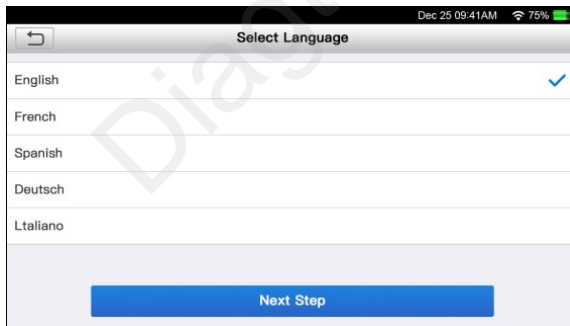 Dec 25 09:41AM 75%
Select Language
English
French
Spanish
Deutsch
Ltaliano
Next Step